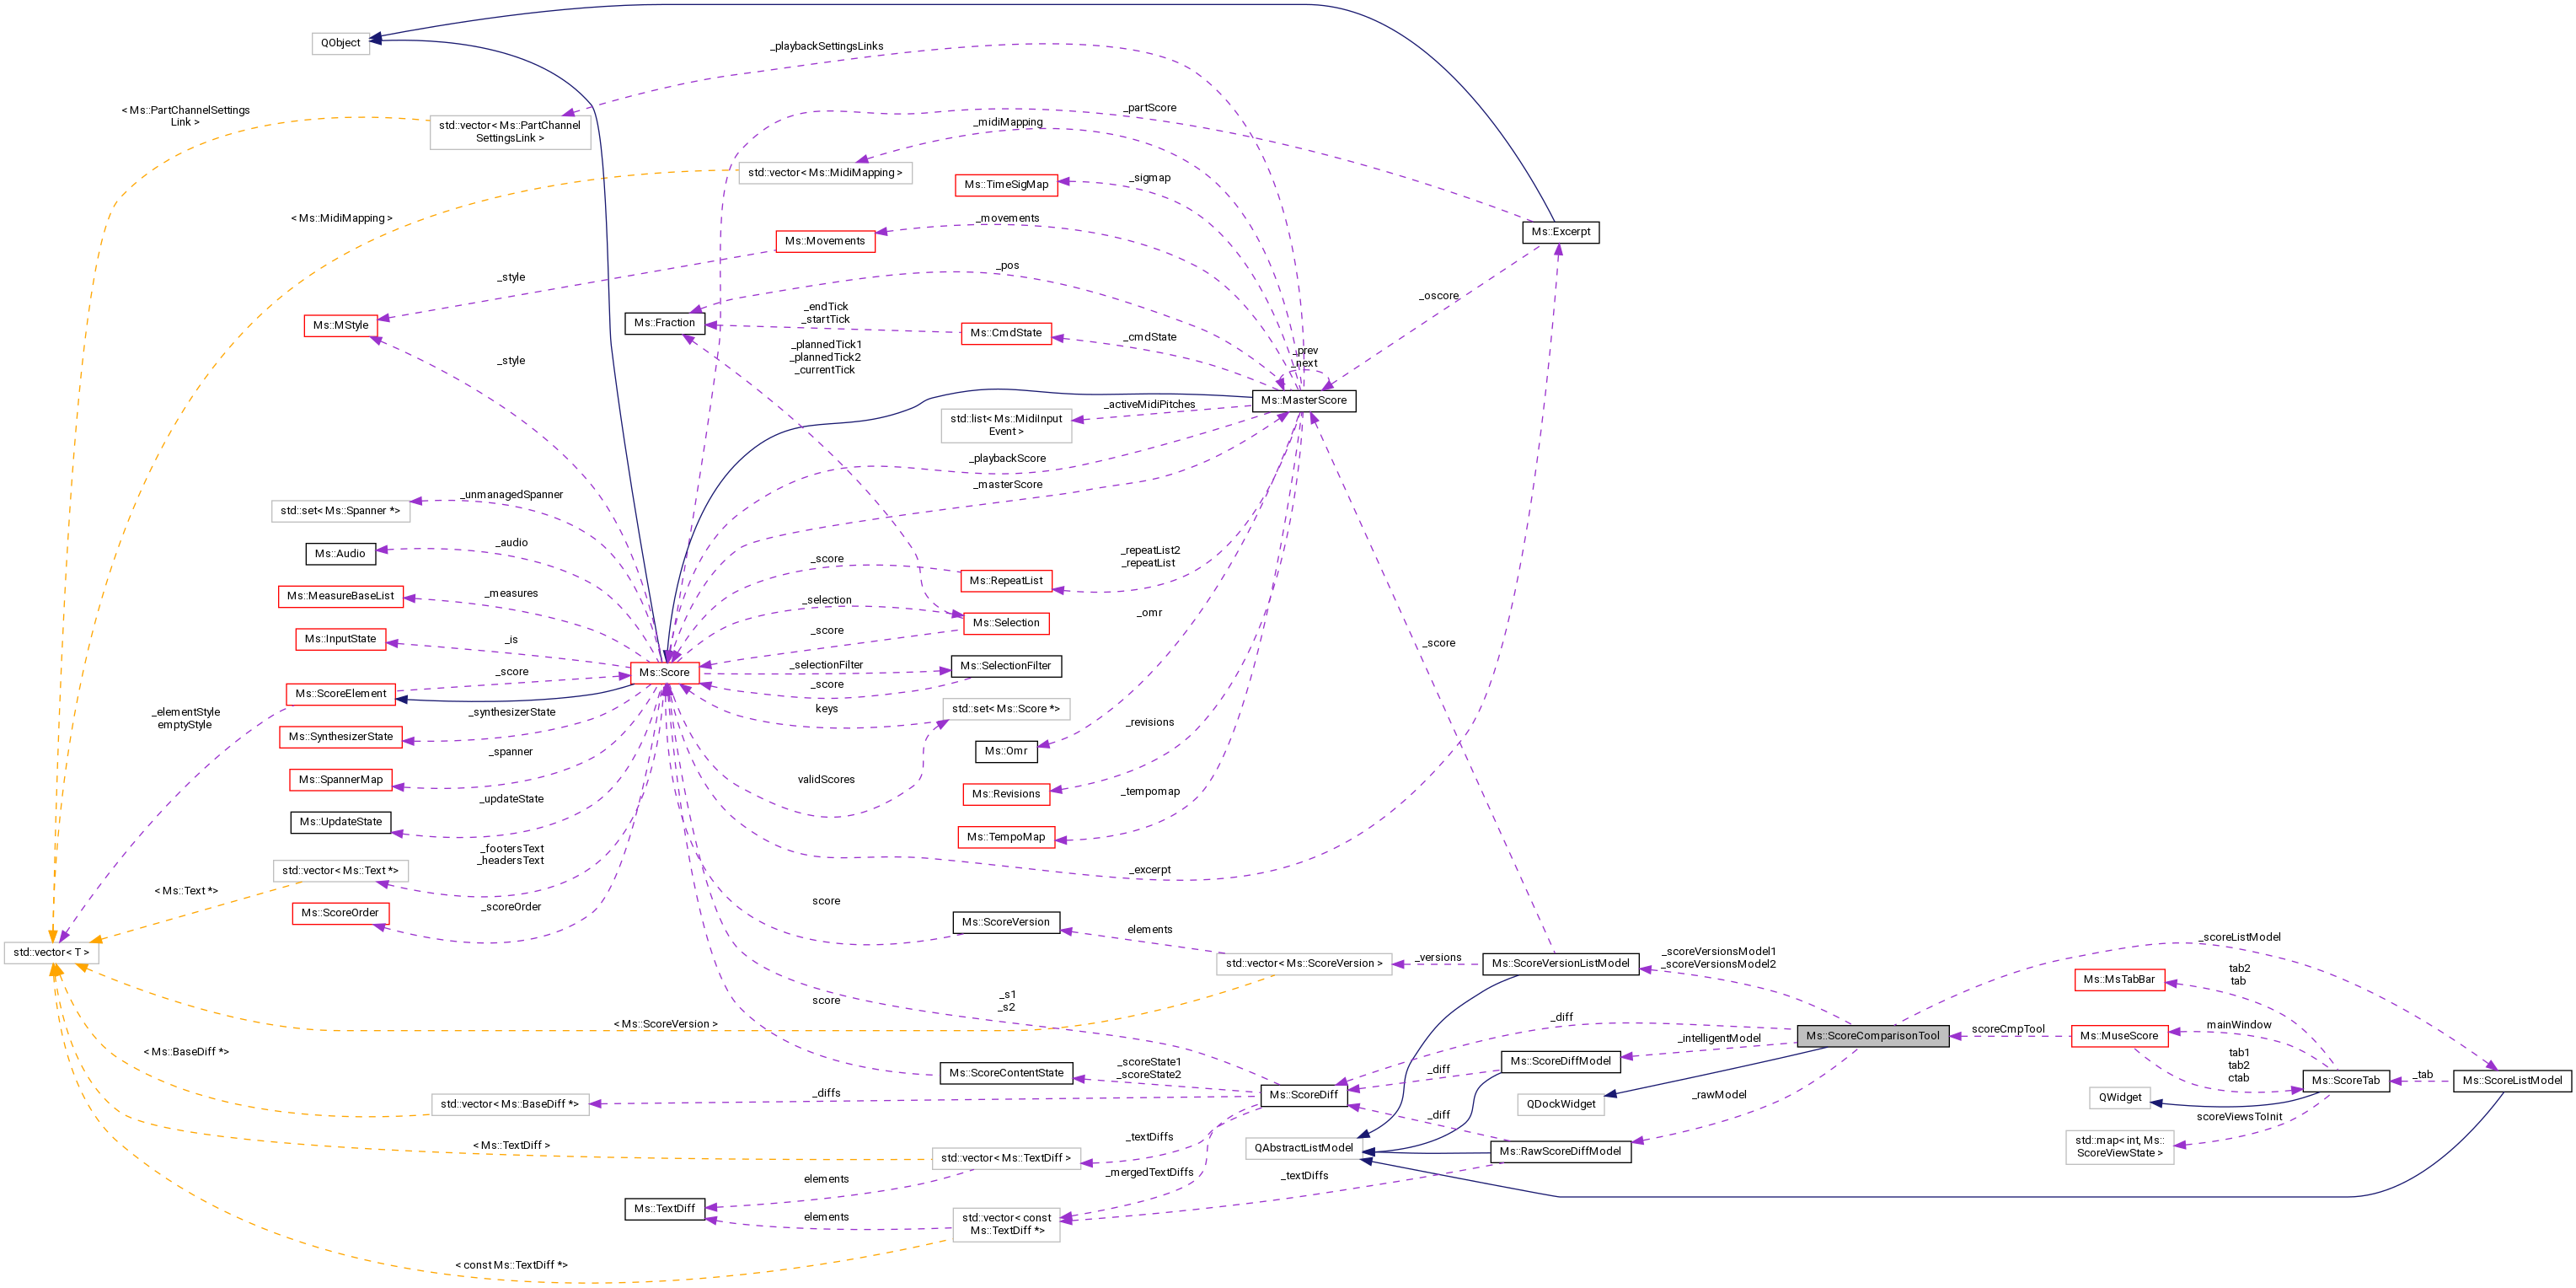 QObject
_playbackSettingsLinks
< Ms::PartChannelSettings
Link >
std::vector< Ms::PartChannel
SettingsLink >
_partScore
_midiMapping
std::vector< Ms::MidiMapping >
Ms::TimeSigMap
_sigmap
< Ms::MidiMapping >
_movements
Ms::Movements
Ms::Excerpt
_style
_pos
_oscore
Ms::MStyle
Ms::Fraction
_endTick
_startTick
Ms::CmdState
_cmdState
_style
_plannedTick1
_plannedTick2
_currentTick
_prev
_next
Ms::MasterScore
_activeMidiPitches
std::list< Ms::MidiInput
Event >
_playbackScore
_masterScore
_unmanagedSpanner
std::set< Ms::Spanner *>
_audio
Ms::Audio
_score
Ms::RepeatList
_repeatList2
_repeatList
_measures
Ms::MeasureBaseList
_selection
Ms::Selection
_omr
_is
Ms::InputState
_score
_score
_selectionFilter
Ms::SelectionFilter
_score
Ms::Score
_score
Ms::ScoreElement
keys
std::set< Ms::Score *>
_elementStyle
emptyStyle
_synthesizerState
Ms::SynthesizerState
_revisions
Ms::Omr
_spanner
Ms::SpannerMap
validScores
Ms::Revisions
_tempomap
_updateState
Ms::UpdateState
Ms::TempoMap
_footersText
_headersText
std::vector< Ms::Text *>
_excerpt
< Ms::Text *>
_scoreOrder
Ms::ScoreOrder
score
Ms::ScoreVersion
elements
std::vector< T >
std::vector< Ms::ScoreVersion >
_versions
Ms::ScoreVersionListModel
_scoreVersionsModel1
_scoreVersionsModel2
_scoreListModel
tab2
tab
Ms::MsTabBar
score
_s1
_s2
< Ms::ScoreVersion >
_diff
_intelligentModel
Ms::ScoreComparisonTool
scoreCmpTool
Ms::MuseScore
mainWindow
< Ms::BaseDiff *>
Ms::ScoreContentState
_scoreState1
_scoreState2
_diff
Ms::ScoreDiffModel
tab1
tab2
ctab
Ms::ScoreTab
_tab
Ms::ScoreListModel
std::vector< Ms::BaseDiff *>
_diffs
Ms::ScoreDiff
QDockWidget
_rawModel
QWidget
scoreViewsToInit
_diff
_textDiffs
QAbstractListModel
Ms::RawScoreDiffModel
std::map< int, Ms::
ScoreViewState >
< Ms::TextDiff >
std::vector< Ms::TextDiff >
_mergedTextDiffs
_textDiffs
elements
Ms::TextDiff
elements
std::vector< const
Ms::TextDiff *>
< const Ms::TextDiff *>